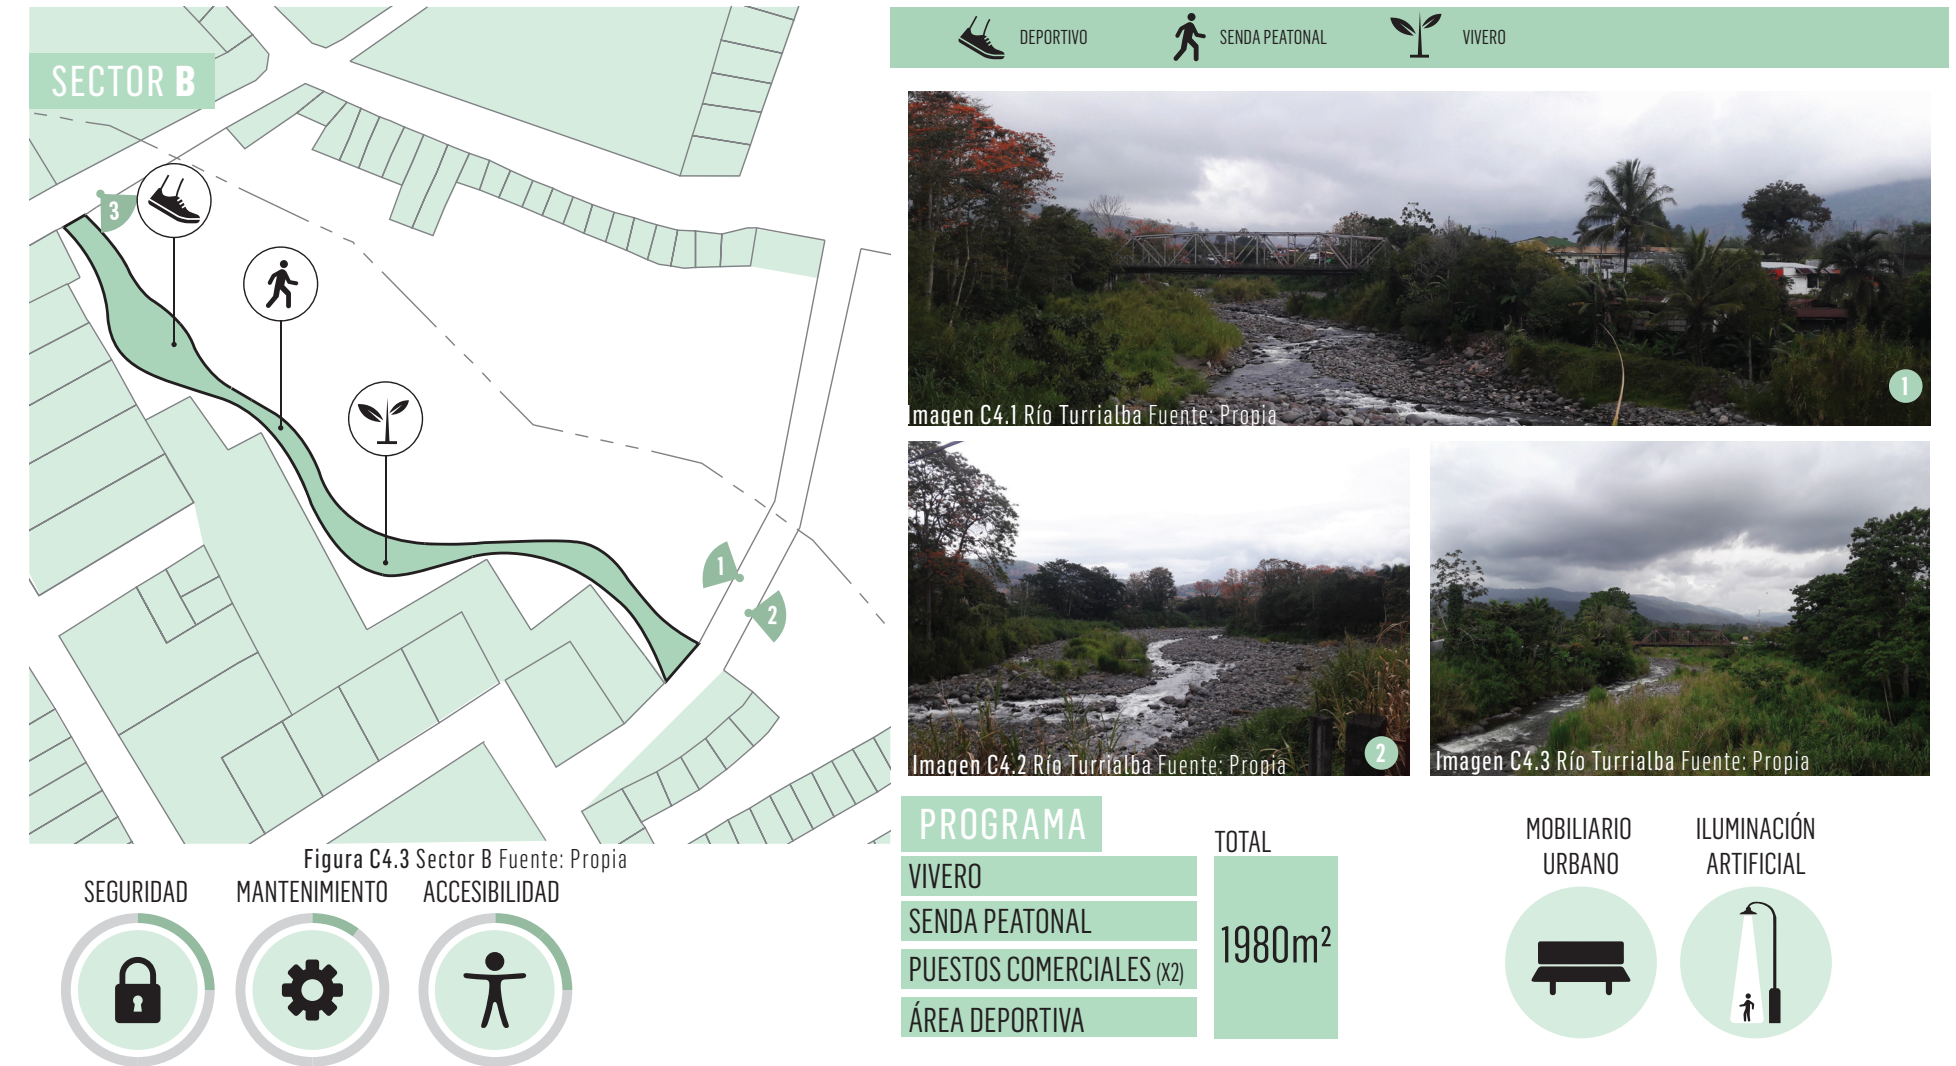 SECTOR B
3
1
2
Figura C4.3 Sector B Fuente: Propia
SEGURIDAD
MANTENIMIENTO
ACCESIBILIDAD
DEPORTIVO
SENDA PEATONAL
VIVERO
1
Imagen C4.1 Río Turrialba Fuente: Propia
2
Imagen C4.2 Río Turrialba Fuente: Propia
Imagen C4.3 Río Turrialba Fuente: Propia
PROGRAMA
VIVERO
SENDA PEATONAL
PUESTOS COMERCIALES (X2)
ÁREA DEPORTIVA
TOTAL
1980m²
MOBILIARIO
URBANO
ILUMINACIÓN
ARTIFICIAL